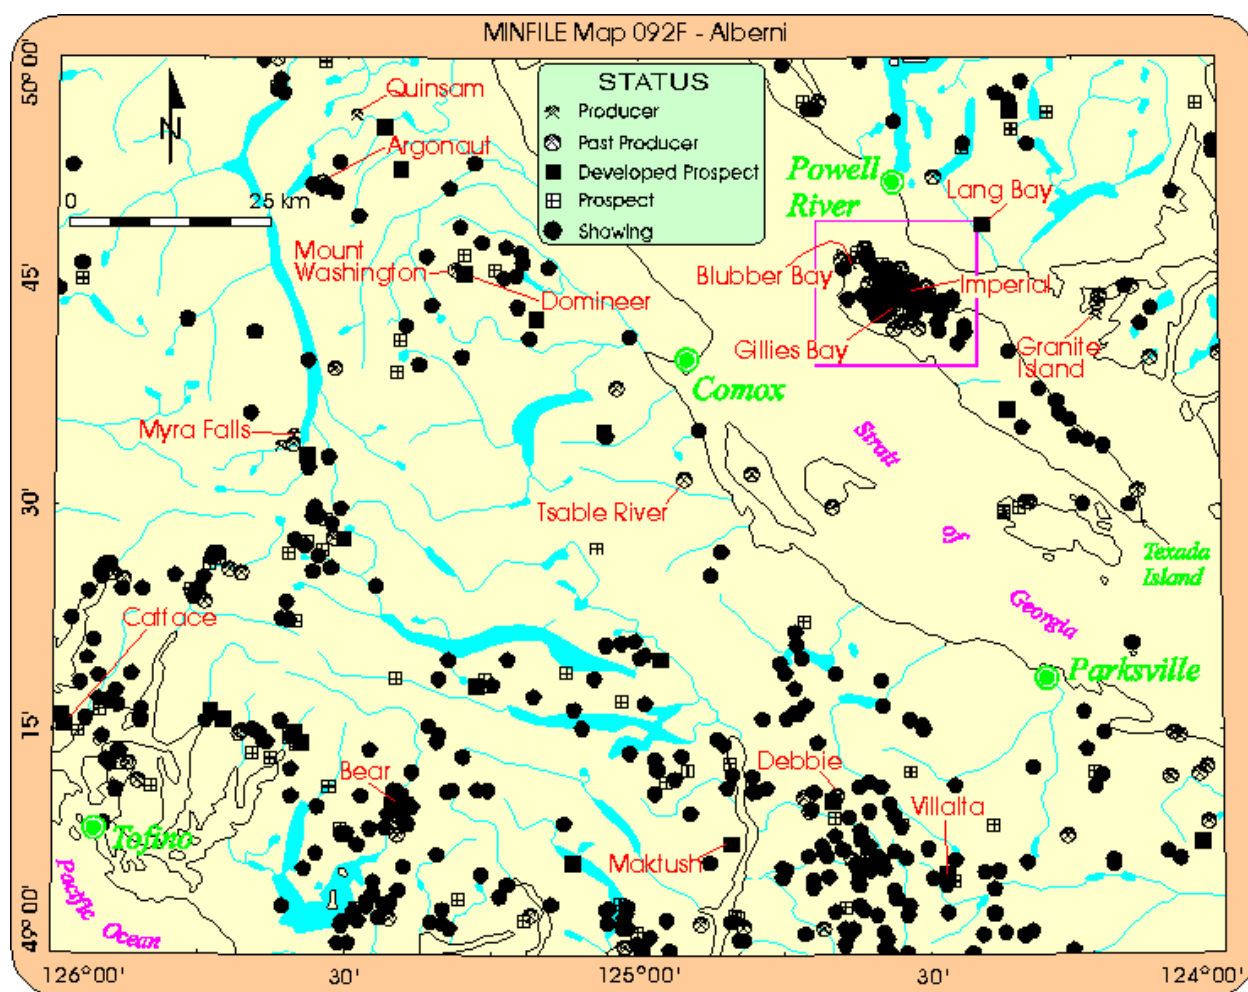 MINFILE Map 092F - Alberni
50° 00'
45'
30'
15'
49° 00'
N
0
25 km
STATUS
Producer
Past Producer
Developed Prospect
Prospect
Showing
Quinsam
Argonaut
Mount
Washington
Domineer
Powell
River
Lang Bay
Blubber Bay
Imperial
Gillies Bay
Granite
Island
Comox
Myra Falls
Strait
of
Georgia
Tsable River
Texada
Island
Catface
Parksville
Bear
Debbie
Villalta
Maktush
Tofino
Pacific
Ocean
126°00'
30'
125°00'
30'
124°00'